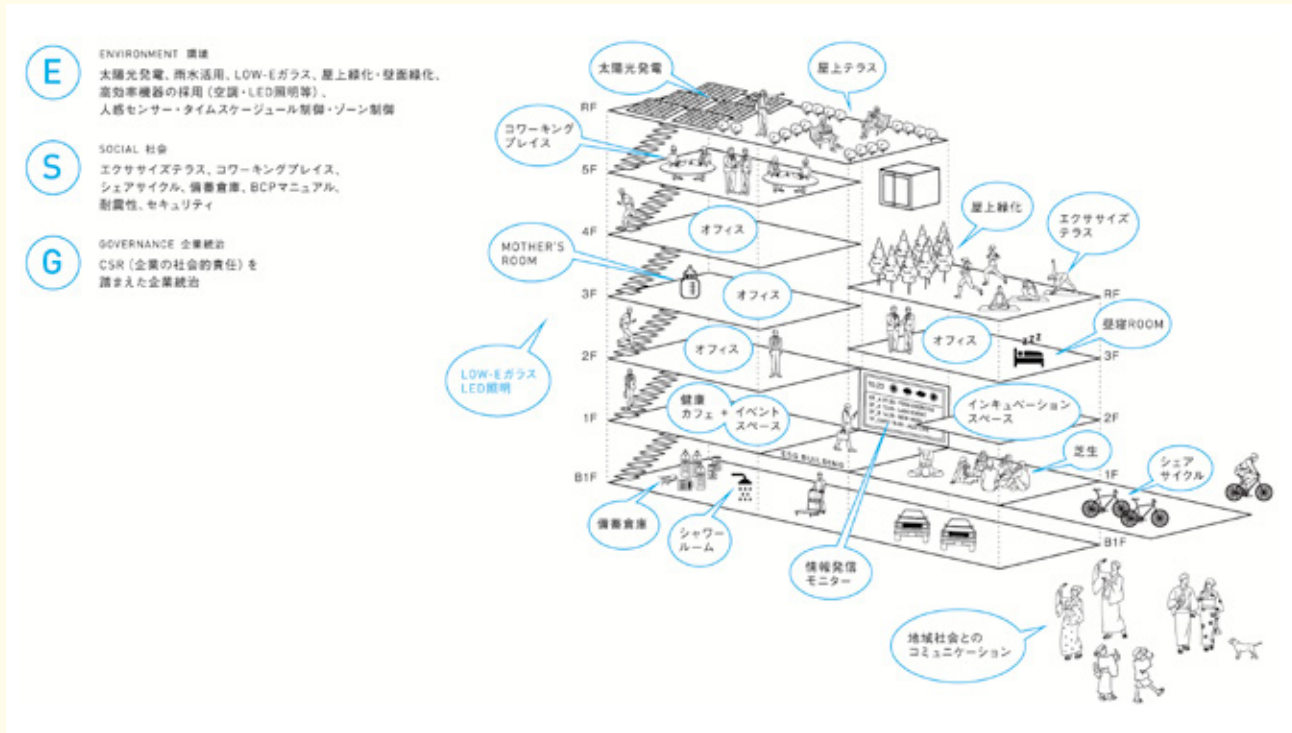 E
ENVIRONMENT 環境
太陽光発電、雨水活用、LOW-Eガラス、屋上緑化・壁面緑化、
高効率機器の採用（空調・LED照明等）、
人感センサー・タイムスケージュール制御・ゾーン制御
S
SOCIAL 社会
エクササイズテラス、コワーキングプレイス、
シェアサイクル、備蓄倉庫、BCPマニュアル、
耐震性、セキュリティ
G
GOVERNANCE 企業統治
CSR（企業の社会的責任）を
踏まえた企業統治
太陽光発電
屋上テラス
RF
コワーキング
プレイス
5F
屋上緑化
エクササイズ
テラス
4F
オフィス
MOTHER'S
ROOM
3F
オフィス
RF
昼寝ROOM
zzz
オフィス
オフィス
2F
3F
LOW-Eガラス
LED照明
健康
カフェ
+
イベント
スペース
インキュベーション
スペース
10:20
1F
2F
ESG BUILDING
芝生
シェア
サイクル
1F
B1F
備蓄倉庫
シャワー
ルーム
情報発信
モニター
B1F
地域社会との
コミュニケーション